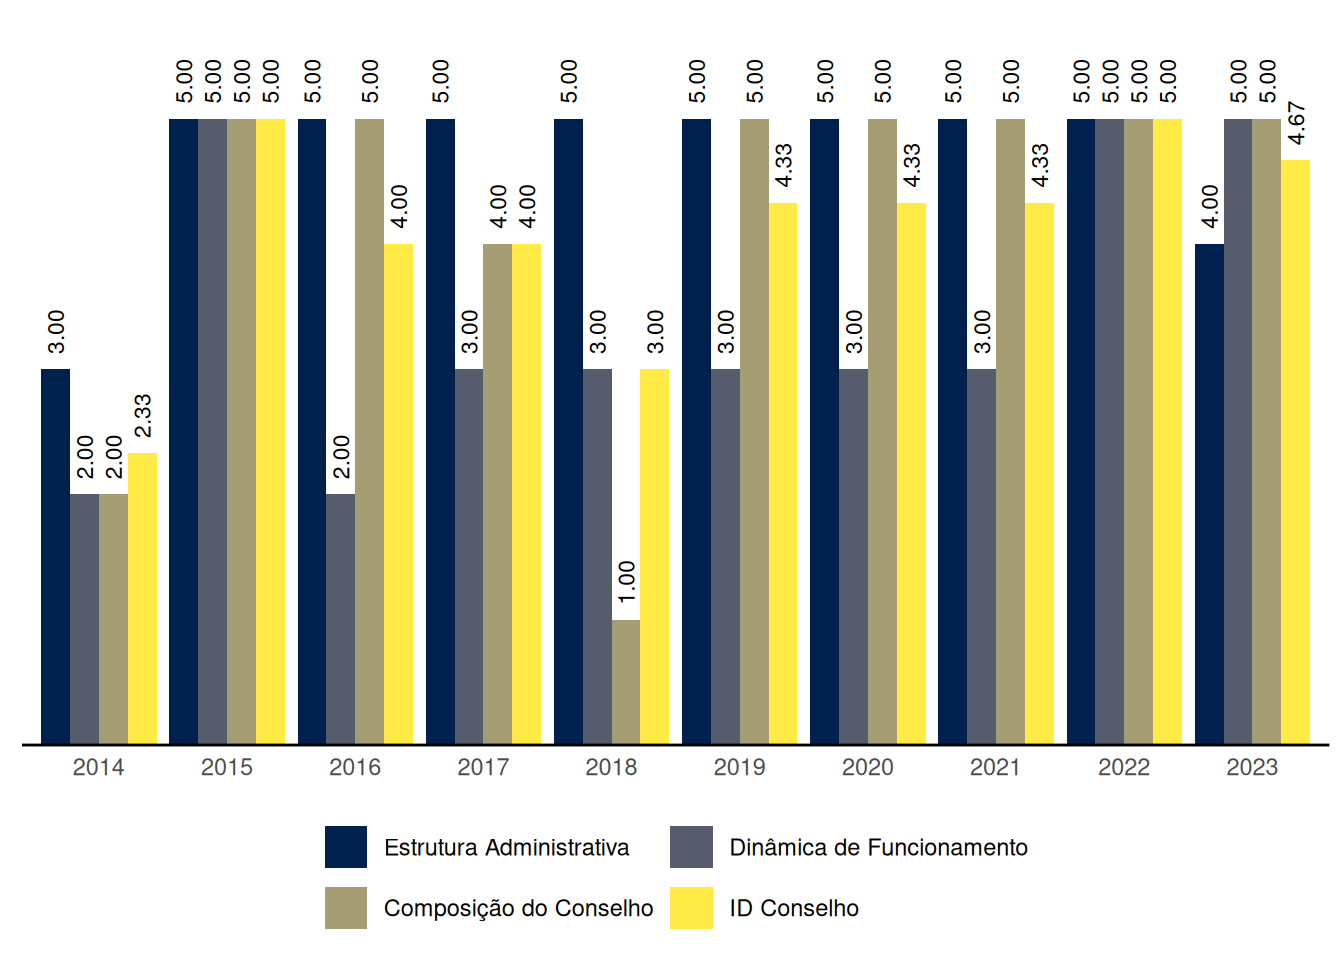 5.00 5.00 5.00 5.00 5.00 5.00 5.00 5.00 5.00 5.00 5.00 5.00 5.00 5.00 5.00 5.00 5.00 5.00 5.00 5.00
4.67
4.33 4.33 4.33
4.00 4.00 4.00 4.00
3.00 3.00 3.00 3.00 3.00 3.00 3.00
2.33
2.00 2.00 2.00
1.00
2014 2015 2016 2017 2018 2019 2020 2021 2022 2023
Estrutura Administrativa Dinâmica de Funcionamento
Composição do Conselho ID Conselho